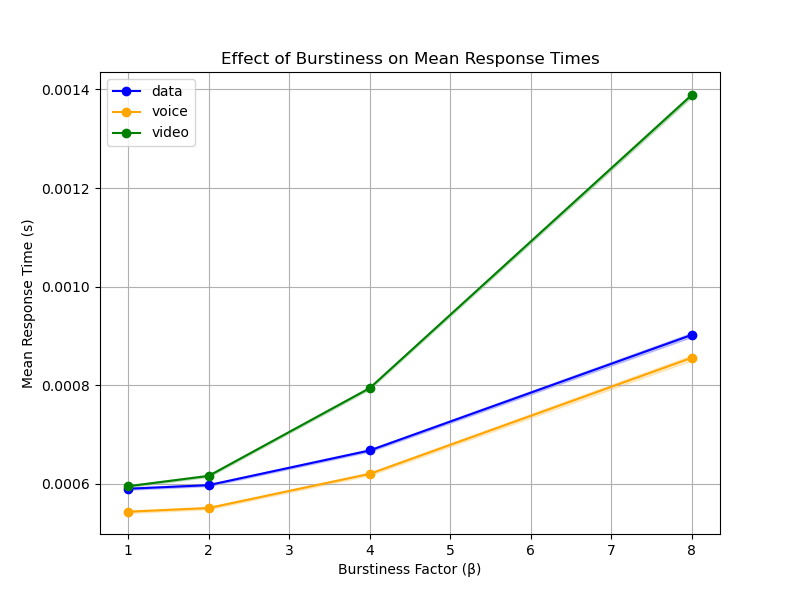 Effect of Burstiness on Mean Response Times
data
voice
video
Mean Response Time (s)
0.0014
0.0012
0.0010
0.0008
0.0006
1 2 3 4 5 6 7 8
Burstiness Factor (β)